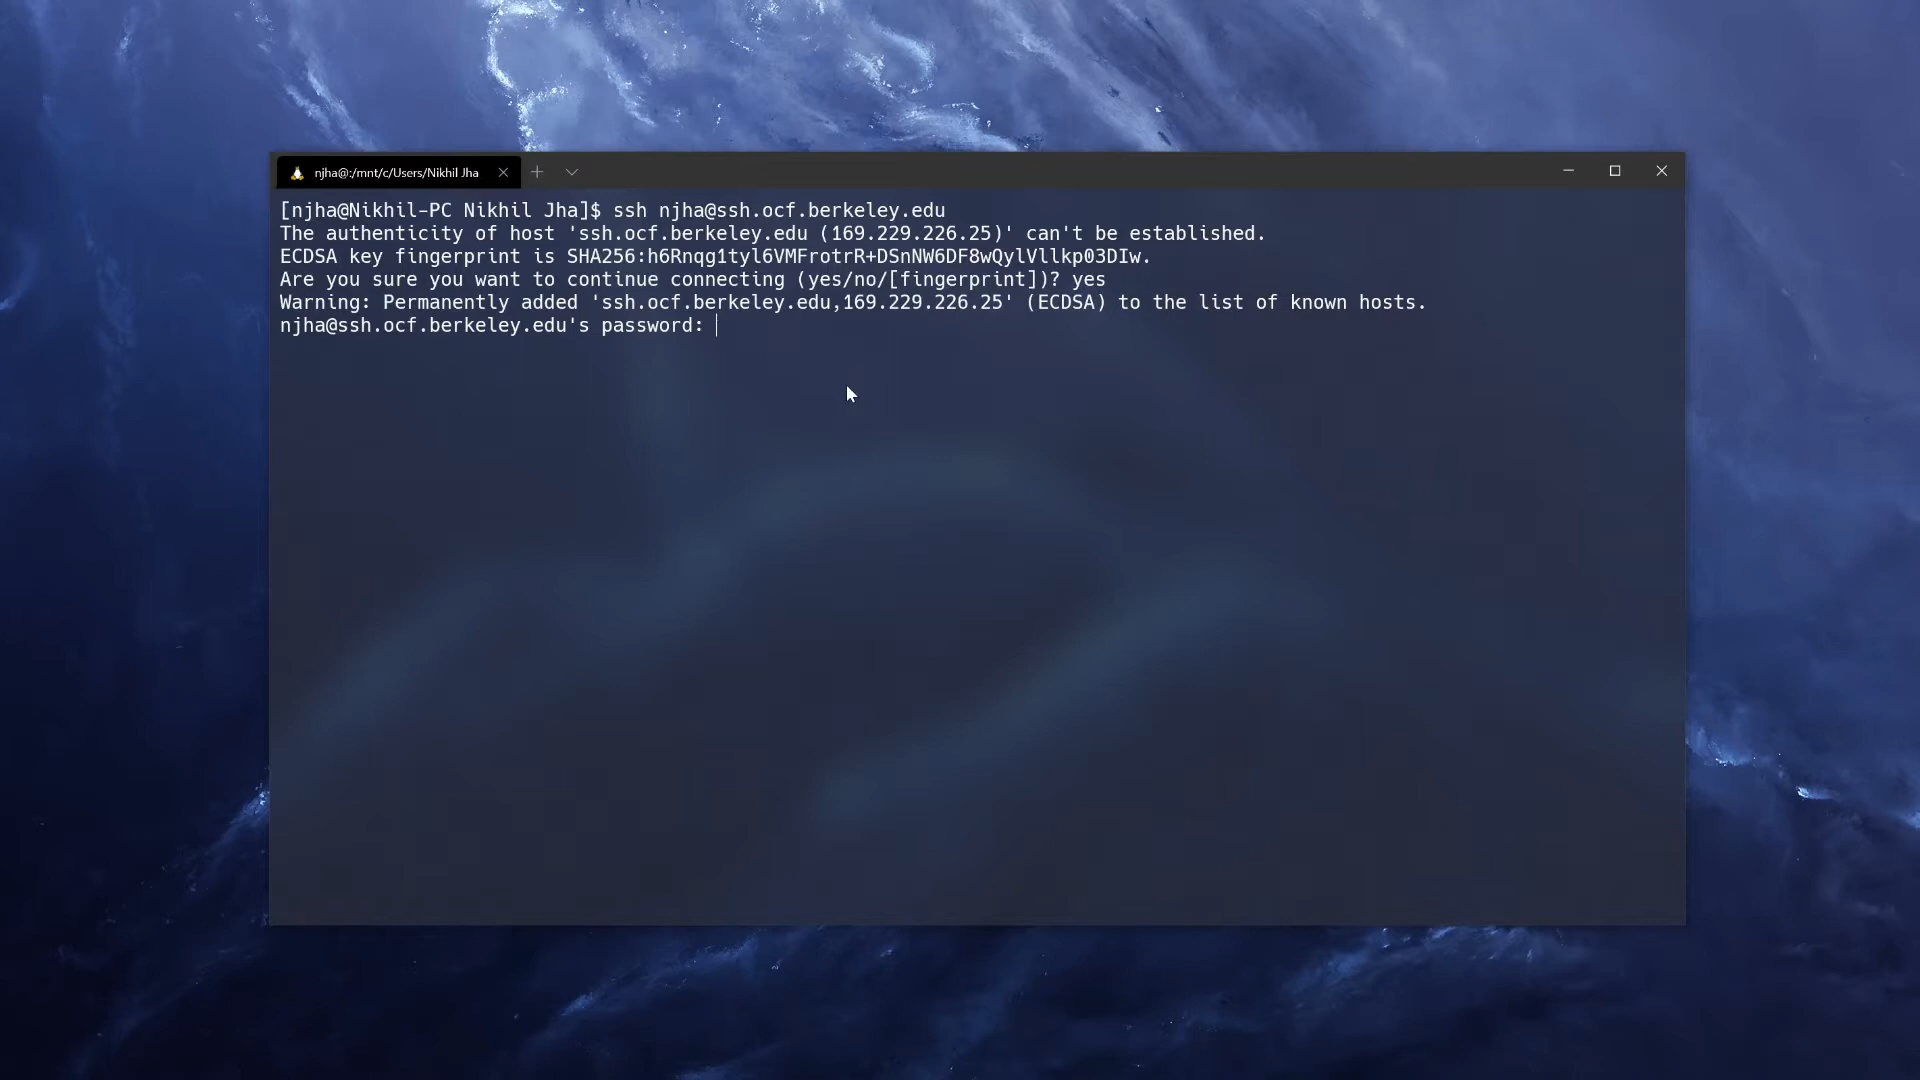 njha@:/mnt/c/Users/Nikhil Jha
[njha@Nikhil-PC Nikhil Jha]$ ssh njha@ssh.ocf.berkeley.edu
The authenticity of host 'ssh.ocf.berkeley.edu (169.229.226.25)' can't be established.
ECDSA key fingerprint is SHA256:h6Rnqg1tyl6VMFrotrR+DSnNW6DF8wQylVllkp03DIw.
Are you sure you want to continue connecting (yes/no/[fingerprint])? yes
Warning: Permanently added 'ssh.ocf.berkeley.edu,169.229.226.25' (ECDSA) to the list of known hosts.
njha@ssh.ocf.berkeley.edu's password: